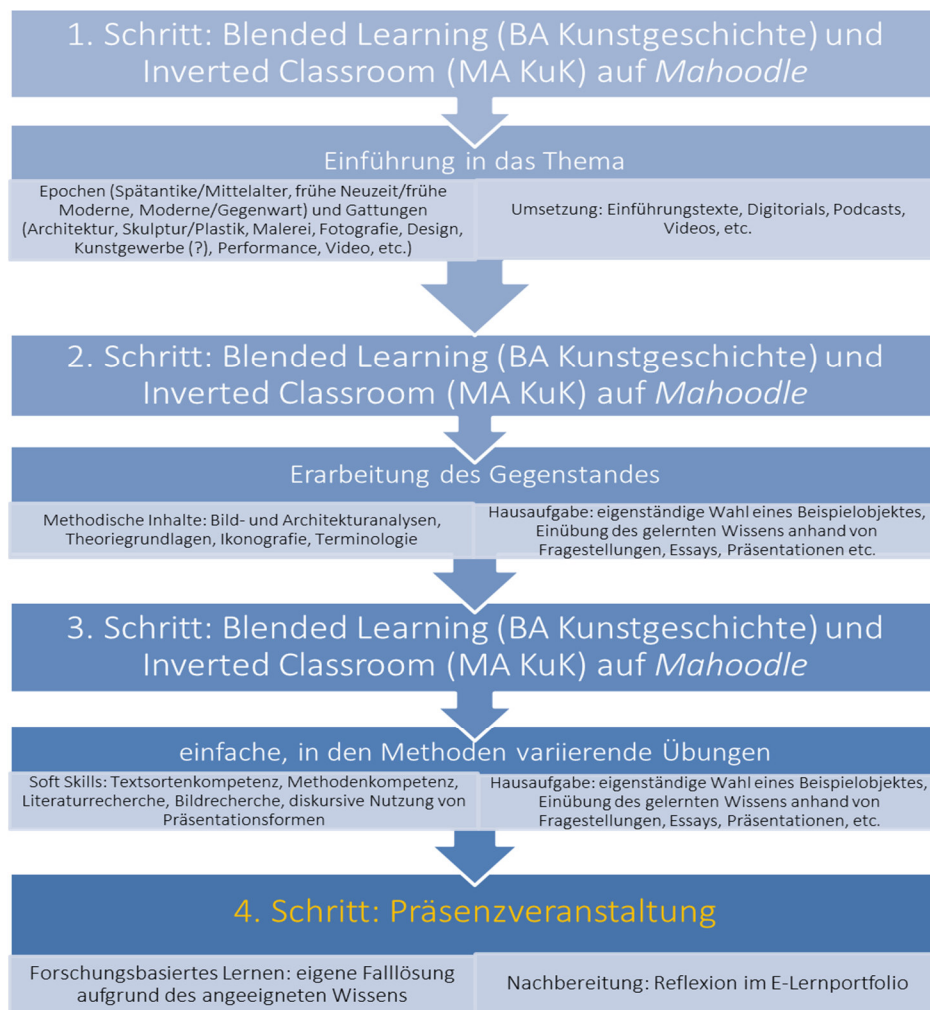 1. Schritt: Blended Learning (BA Kunstgeschichte) und
Inverted Classroom (MA KuK) auf Mahoodle
Einführung in das Thema
Epochen (Spätantike/Mittelalter, frühe Neuzeit/frühe
Moderne, Moderne/Gegenwart) und Gattungen
(Architektur, Skulptur/Plastik, Malerei, Fotografie, Design,
Kunstgewerbe (?), Performance, Video, etc.)
Umsetzung: Einführungstexte, Digitorials, Podcasts,
Videos, etc.
2. Schritt: Blended Learning (BA Kunstgeschichte) und
Inverted Classroom (MA KuK) auf Mahoodle
Erarbeitung des Gegenstandes
Methodische Inhalte: Bild- und Architekturanalysen,
Theoriegrundlagen, Ikonografie, Terminologie
Hausaufgabe: eigenständige Wahl eines Beispielobjektes,
Einübung des gelernten Wissens anhand von
Fragestellungen, Essays, Präsentationen etc.
3. Schritt: Blended Learning (BA Kunstgeschichte) und
Inverted Classroom (MA KuK) auf Mahoodle
einfache, in den Methoden variierende Übungen
Soft Skills: Textsortenkompetenz, Methodenkompetenz,
Literaturrecherche, Bildrecherche, diskursive Nutzung von
Präsentationsformen
Hausaufgabe: eigenständige Wahl eines Beispielobjektes,
Einübung des gelernten Wissens anhand von
Fragestellungen, Essays, Präsentationen, etc.
4. Schritt: Präsenzveranstaltung
Forschungsbasiertes Lernen: eigene Falllösung
aufgrund des angeeigneten Wissens
Nachbereitung: Reflexion im E-Lernportfolio